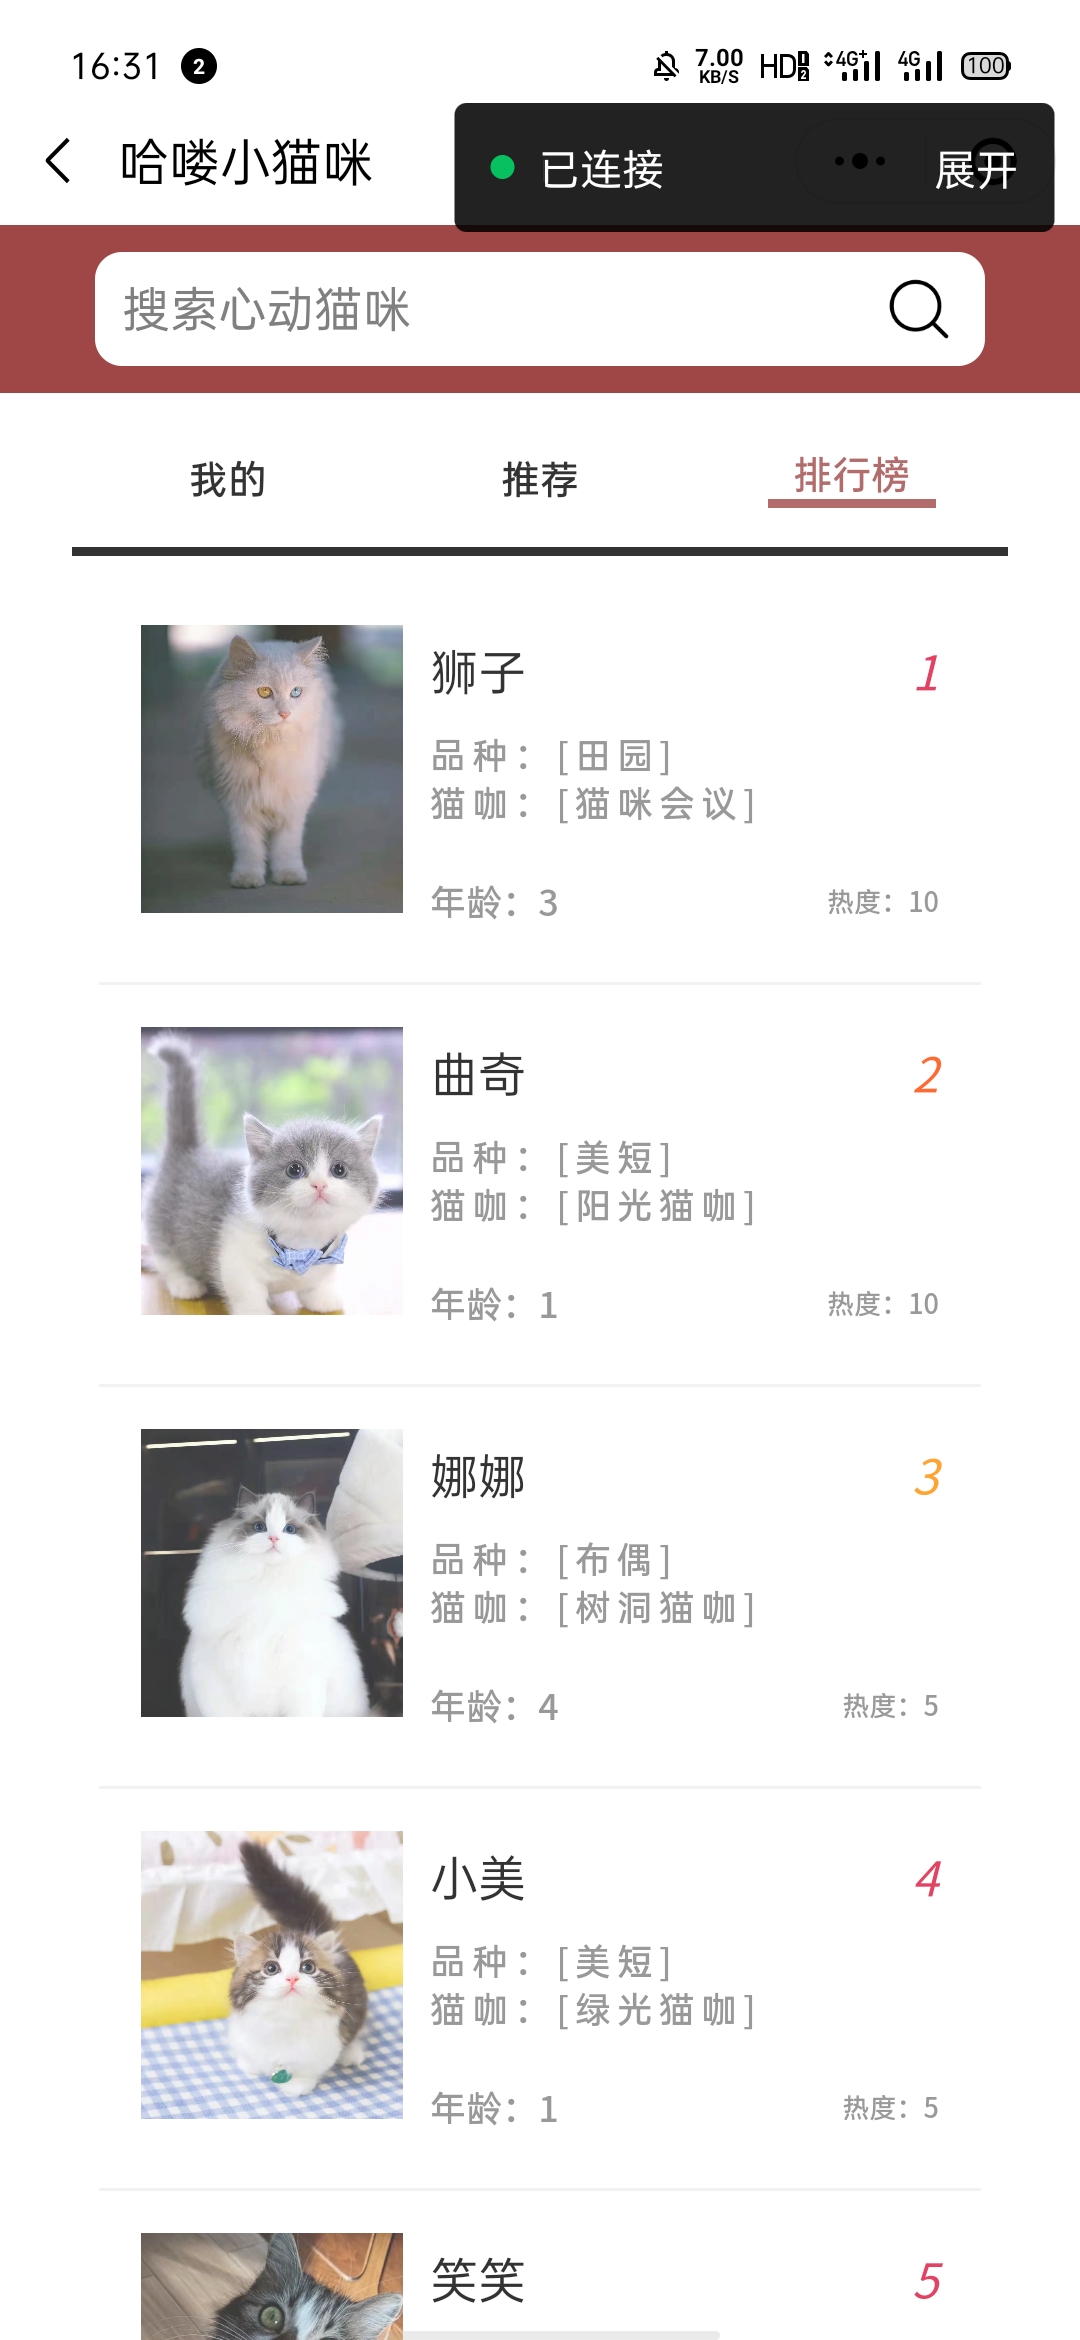 16:31 2 7.00 KB/S HD 1 2 4G+ 4G 100
哈喽小猫咪
已连接 展开
搜索心动猫咪
我的 推荐 排行榜
狮子 1
品种：[田园]
猫咖：[猫咪会议]
年龄：3 热度：10
曲奇 2
品种：[美短]
猫咖：[阳光猫咖]
年龄：1 热度：10
娜娜 3
品种：[布偶]
猫咖：[树洞猫咖]
年龄：4 热度：5
小美 4
品种：[美短]
猫咖：[绿光猫咖]
年龄：1 热度：5
笑笑 5